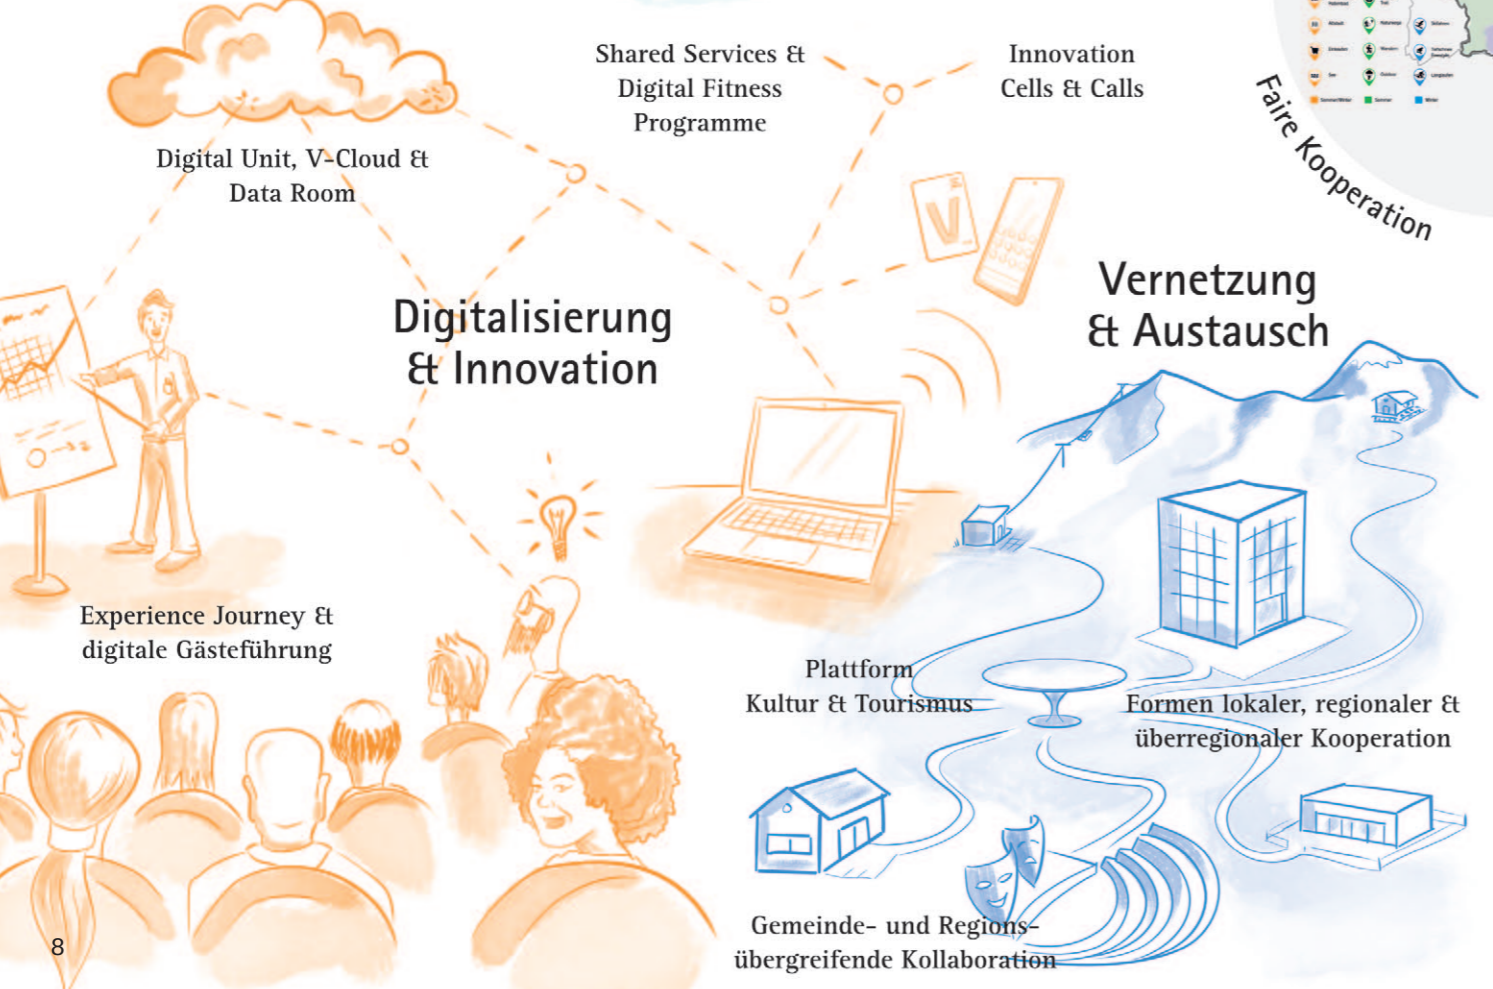 Shared Services &
Digital Fitness
Programme
Innovation
Cells & Calls
Digital Unit, V-Cloud &
Data Room
Faire Kooperation
V
Digitalisierung
& Innovation
Vernetzung
& Austausch
Experience Journey &
digitale Gästeführung
Plattform
Kultur & Tourismus
Formen lokaler, regionaler &
überregionaler Kooperation
Gemeinde- und Regions-
übergreifende Kollaboration
8